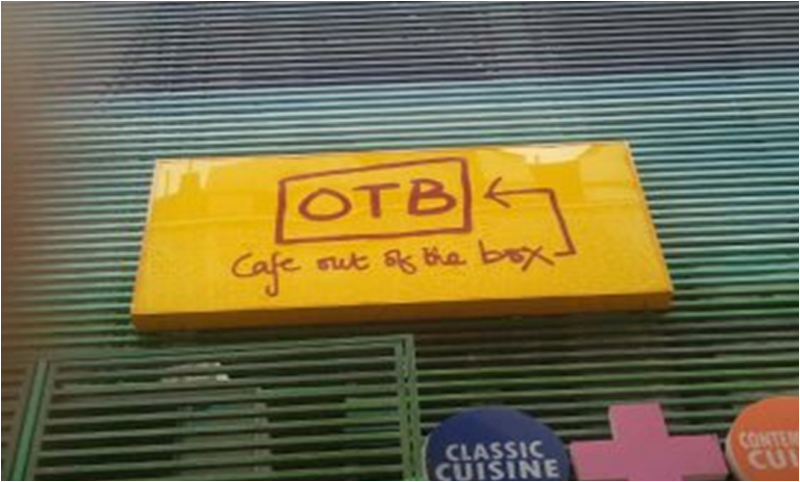 OTB
Cafe out of the box
CLASSIC
CUISINE